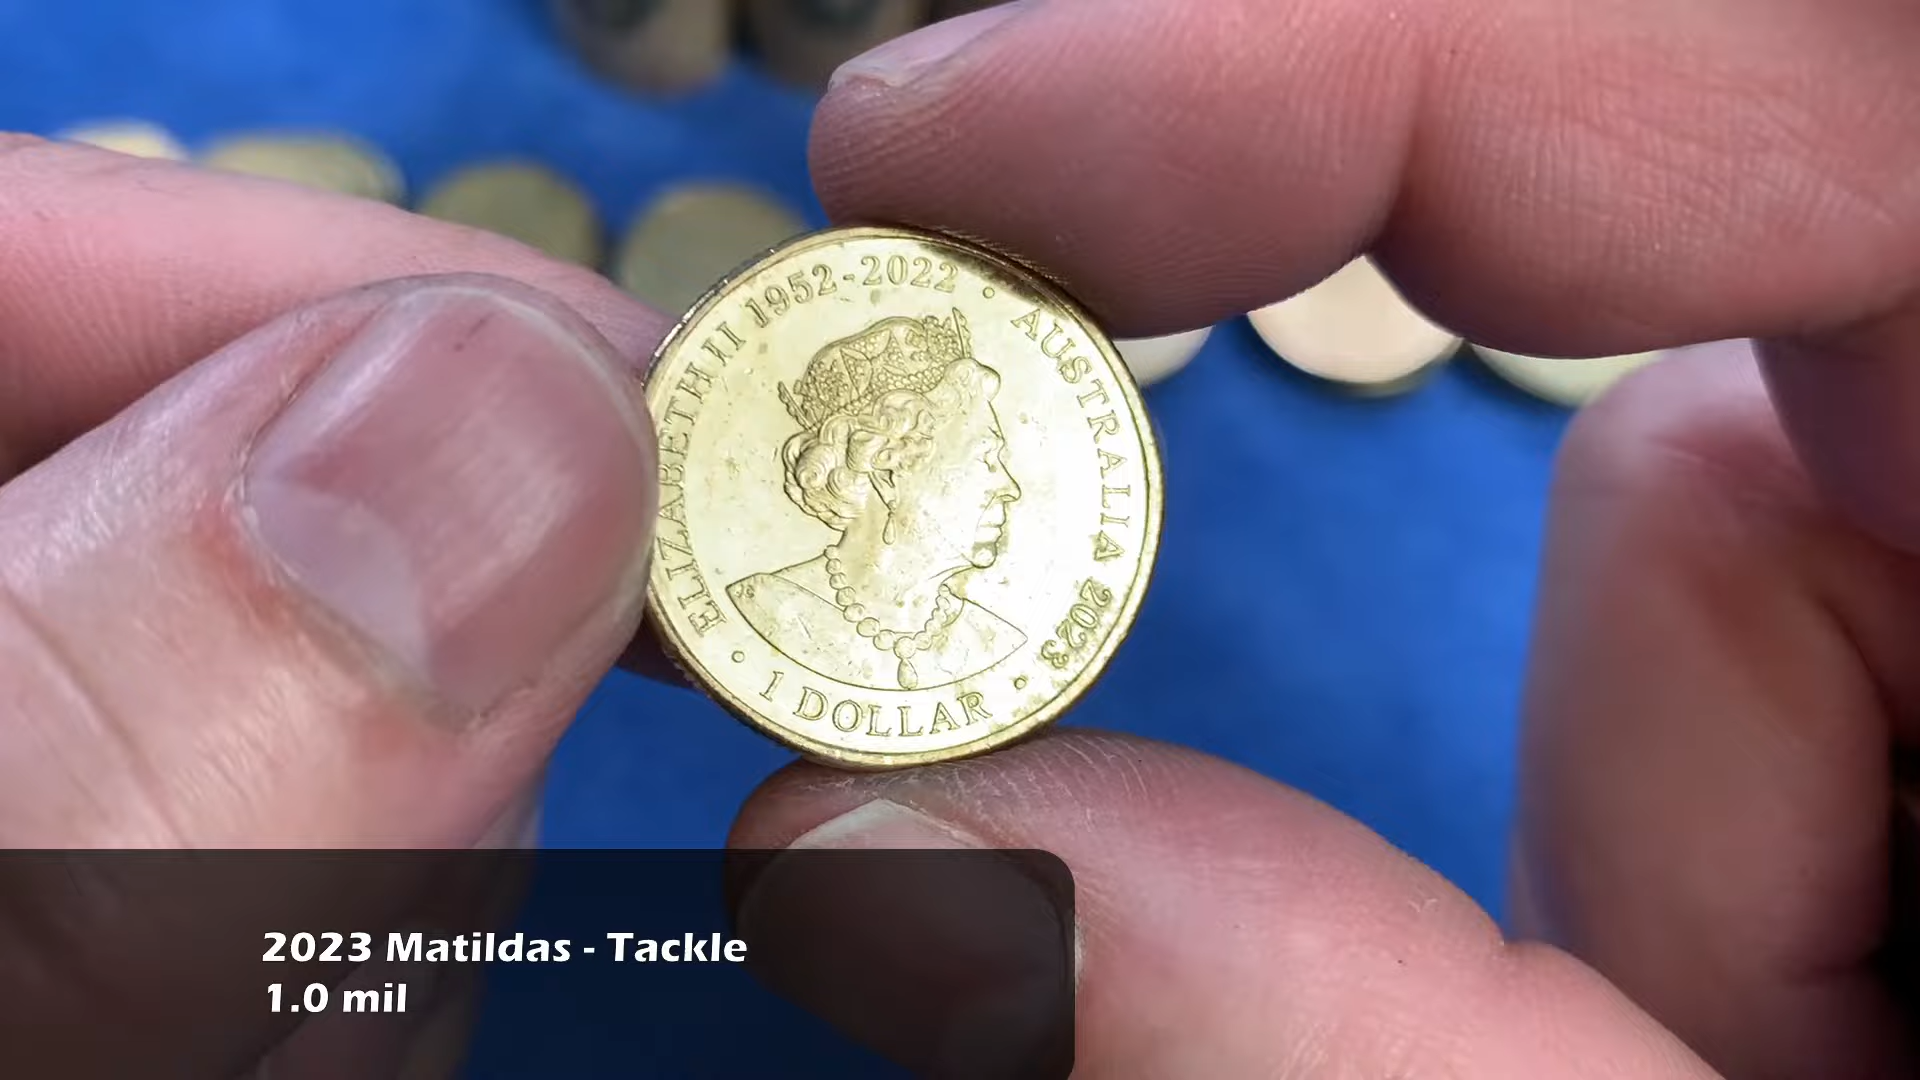 ELIZABETH II 1952-2022 • AUSTRALIA 2023 •
• 1 DOLLAR
2023 Matildas - Tackle
1.0 mil